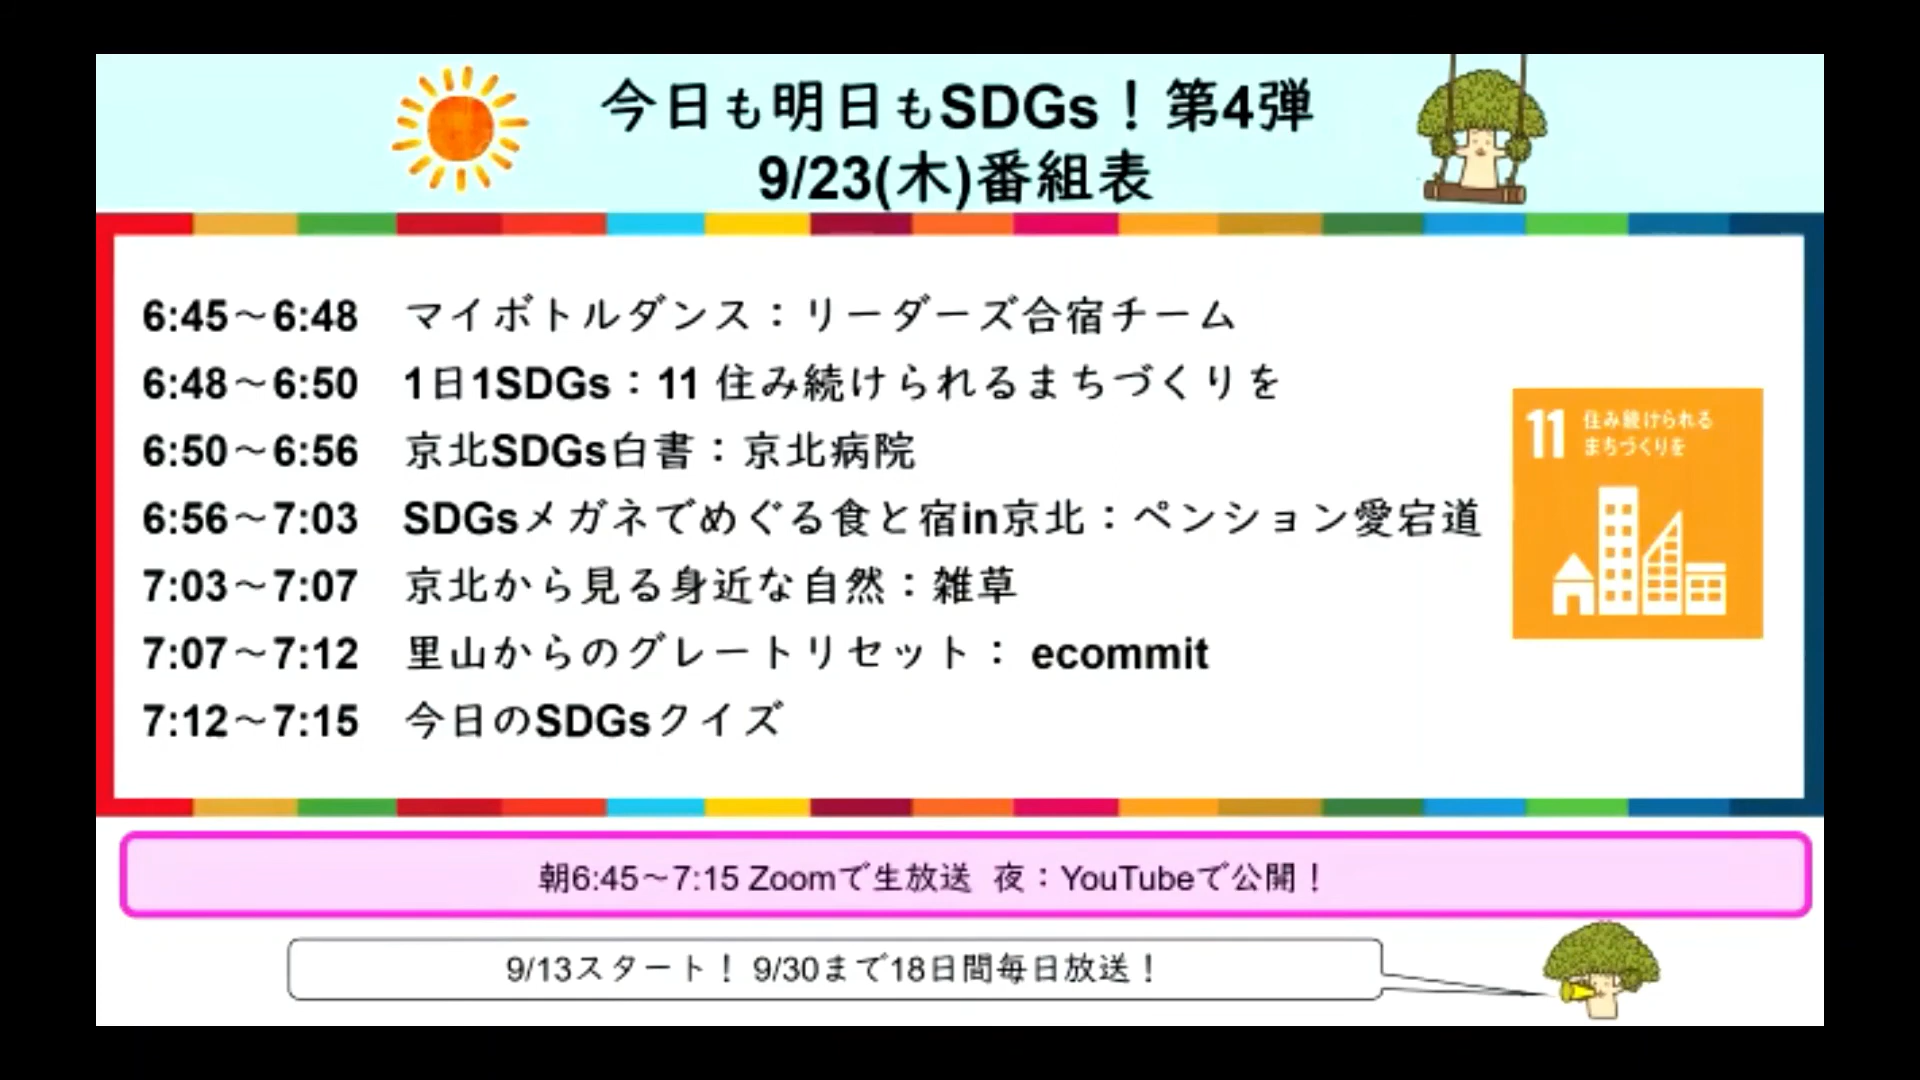 今日も明日もSDGs！第4弾
9/23(木)番組表
6:45～6:48 マイボトルダンス：リーダーズ合宿チーム
6:48～6:50 1日1SDGs：11 住み続けられるまちづくりを
6:50～6:56 京北SDGs白書：京北病院
6:56～7:03 SDGsメガネでめぐる食と宿in京北：ペンション愛宕道
7:03～7:07 京北から見る身近な自然：雑草
7:07～7:12 里山からのグレートリセット： ecommit
7:12～7:15 今日のSDGsクイズ
11 住み続けられる
まちづくりを
朝6:45～7:15 Zoomで生放送 夜：YouTubeで公開！
9/13スタート！ 9/30まで18日間毎日放送！